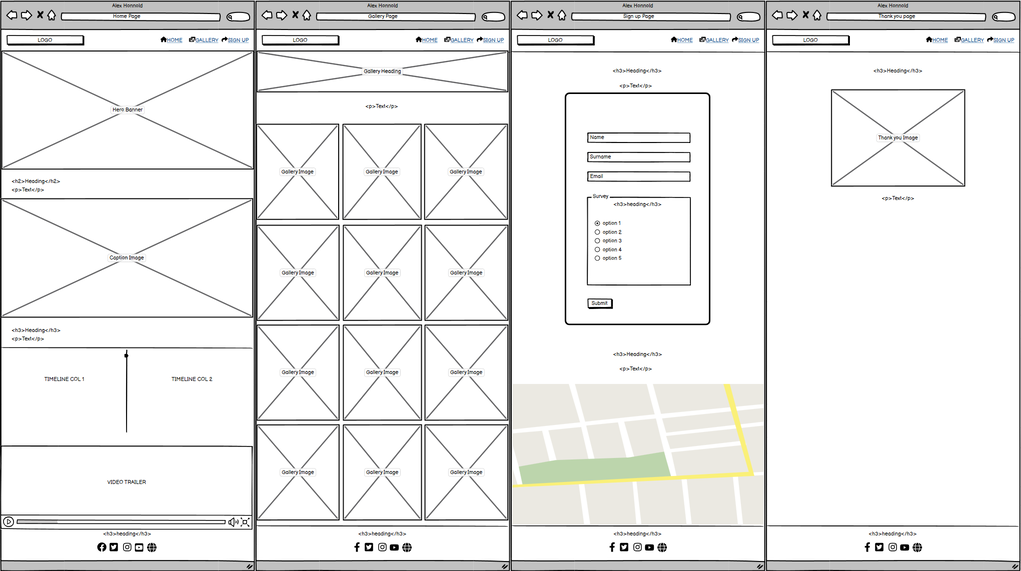 Alex Honnold
Home Page
LOGO
HOME GALLERY SIGN UP
Hero Banner
<h2>Heading</h2>
<p>Text</p>
Caption Image
<h3>Heading</h3>
<p>Text</p>
TIMELINE COL 1 TIMELINE COL 2
VIDEO TRAILER
<h3>heading</h3>
Alex Honnold
Gallery Page
LOGO
HOME GALLERY SIGN UP
Gallery Heading
<p>Text</p>
Gallery Image Gallery Image Gallery Image
Gallery Image Gallery Image Gallery Image
Gallery Image Gallery Image Gallery Image
Gallery Image Gallery Image Gallery Image
<h3>heading</h3>
Alex Honnold
Sign up Page
LOGO
HOME GALLERY SIGN UP
<h3>Heading</h3>
<p>Text</p>
Name
Surname
Email
Survey
<h3>heading</h3>
option 1
option 2
option 3
option 4
option 5
Submit
<h3>Heading</h3>
<p>Text</p>
<h3>heading</h3>
Alex Honnold
Thank you page
LOGO
HOME GALLERY SIGN UP
<h3>Heading</h3>
Thank you Image
<p>Text</p>
<h3>heading</h3>